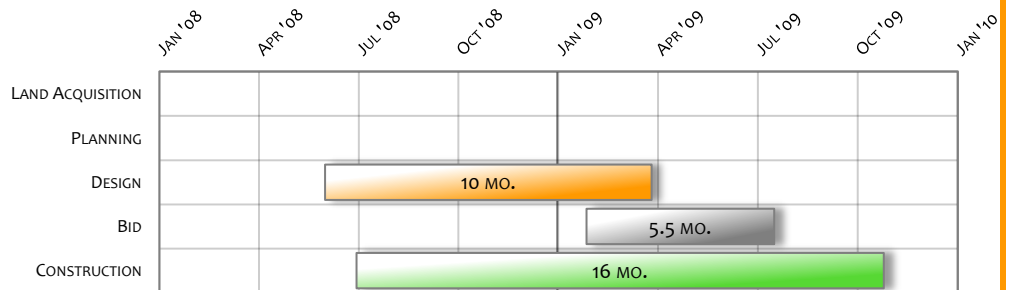 Jan '08 Apr '08 Jul '08 Oct '08 Jan '09 Apr '09 Jul '09 Oct '09 Jan '10
Land Acquisition
Planning
Design 10 mo.
Bid 5.5 mo.
Construction 16 mo.